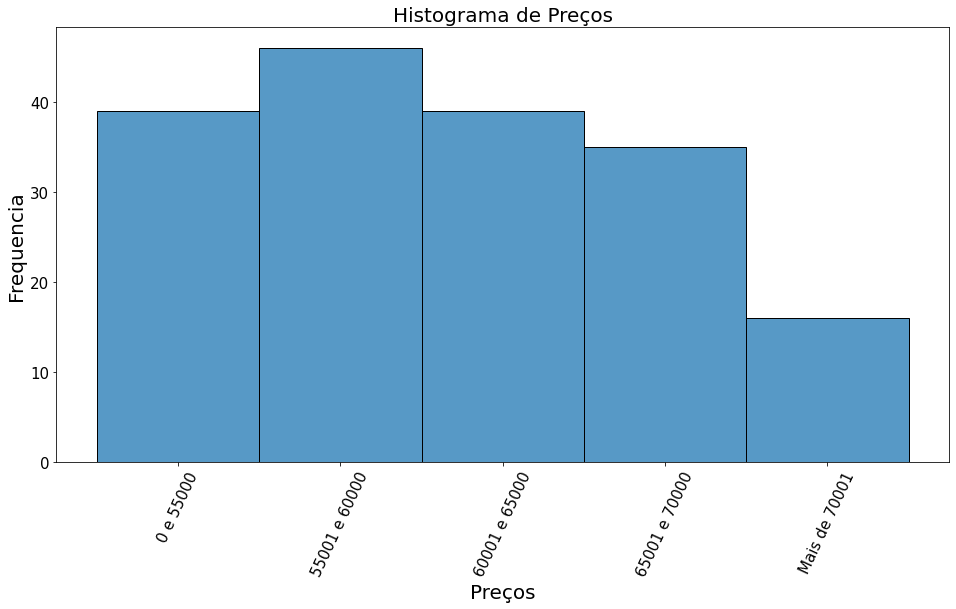 Histograma de Preços
Frequencia
40
30
20
10
0
0 e 55000
55001 e 60000
60001 e 65000
65001 e 70000
Mais de 70001
Preços